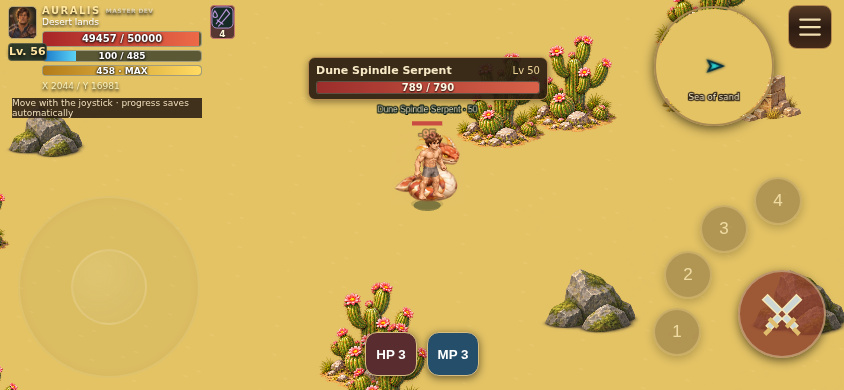 AURALIS MASTER DEV
Desert lands
49457 / 50000
Lv. 56
100 / 485
458 · MAX
X 2044 / Y 16981
Move with the joystick · progress saves
automatically
4
Dune Spindle Serpent Lv 50
789 / 790
Dune Spindle Serpent · 50
Sea of sand
4
3
2
1
HP 3
MP 3